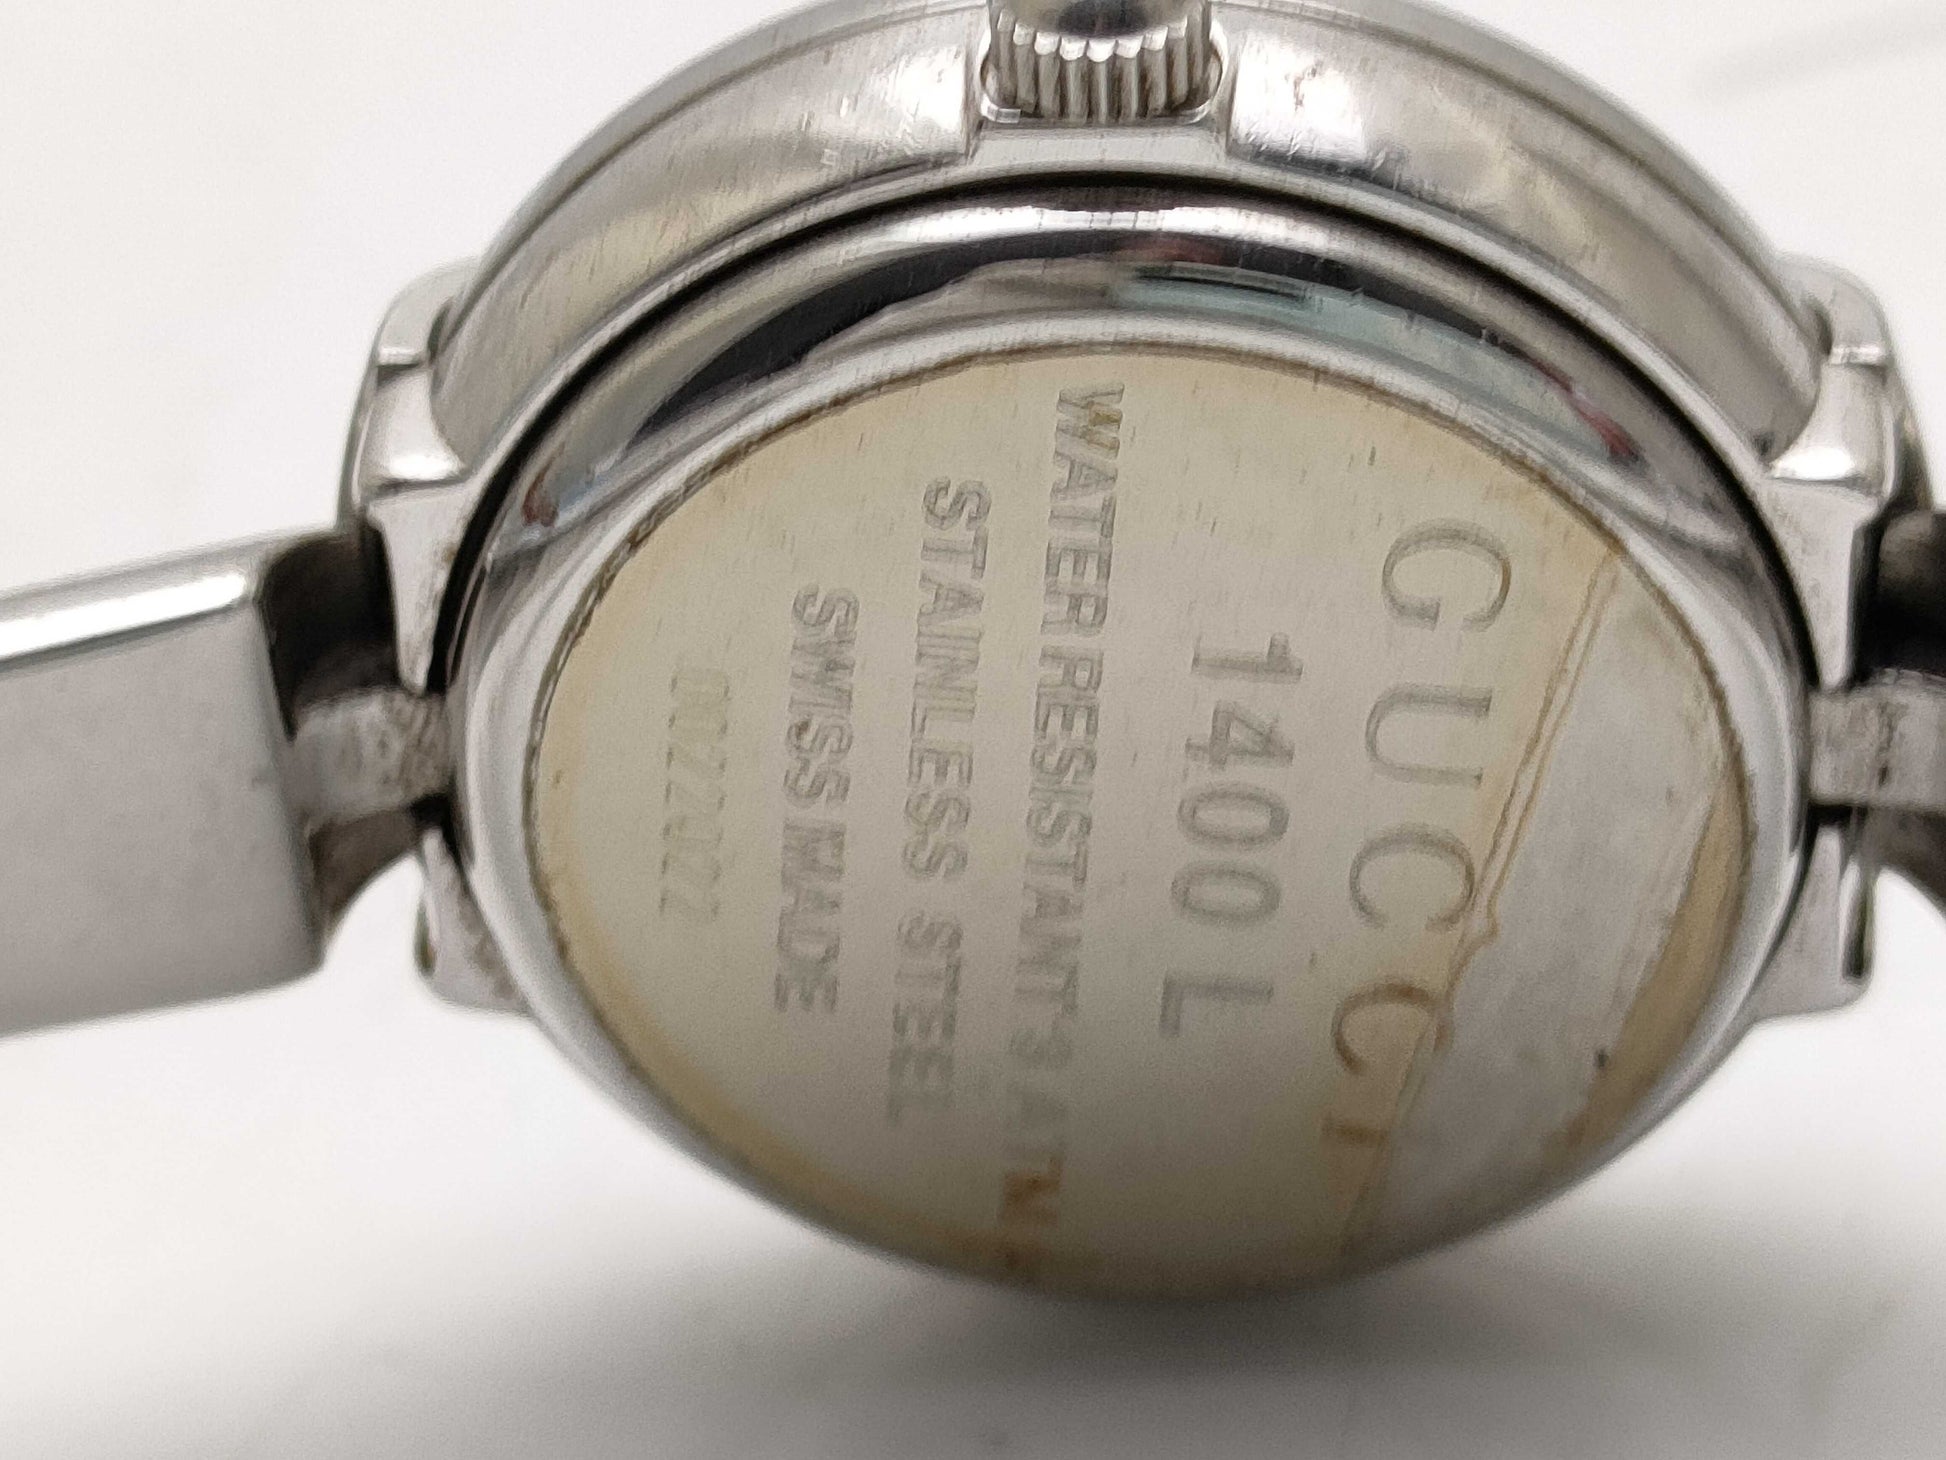 GUCCI
1400 L
WATER RESISTANT 3 ATM
STAINLESS STEEL
SWISS MADE